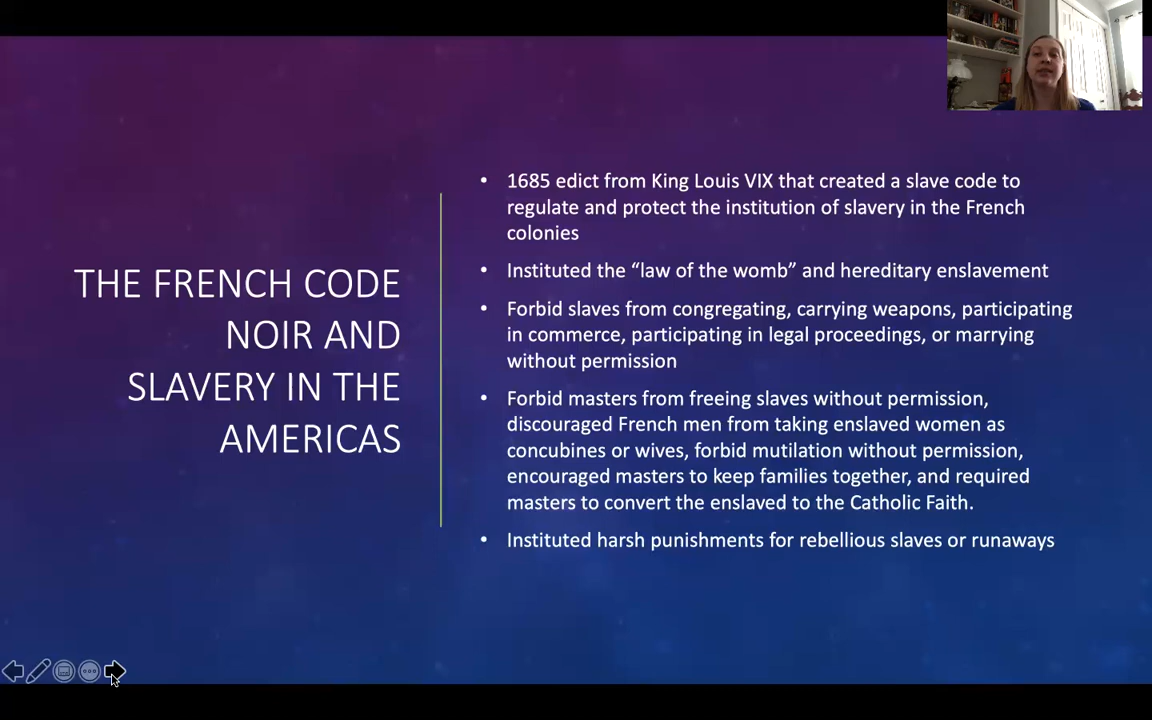 THE FRENCH CODE
NOIR AND
SLAVERY IN THE
AMERICAS
• 1685 edict from King Louis VIX that created a slave code to
regulate and protect the institution of slavery in the French
colonies
• Instituted the “law of the womb” and hereditary enslavement
• Forbid slaves from congregating, carrying weapons, participating
in commerce, participating in legal proceedings, or marrying
without permission
• Forbid masters from freeing slaves without permission,
discouraged French men from taking enslaved women as
concubines or wives, forbid mutilation without permission,
encouraged masters to keep families together, and required
masters to convert the enslaved to the Catholic Faith.
• Instituted harsh punishments for rebellious slaves or runaways